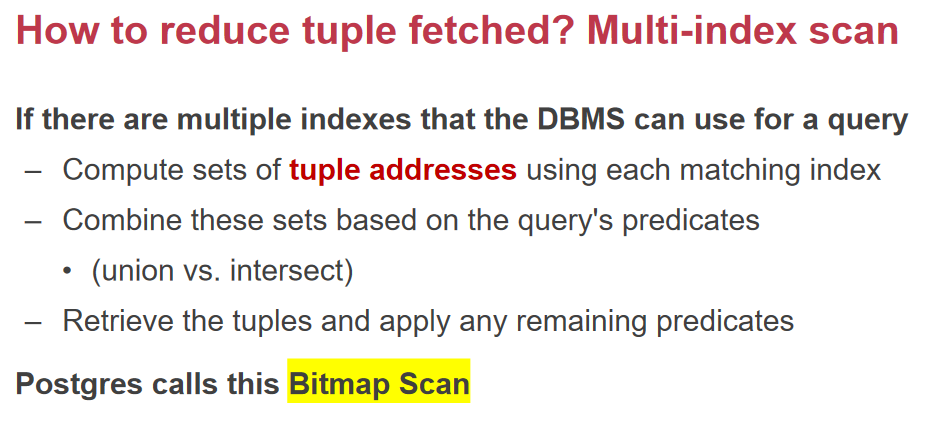 How to reduce tuple fetched? Multi-index scan
If there are multiple indexes that the DBMS can use for a query
– Compute sets of tuple addresses using each matching index
– Combine these sets based on the query's predicates
• (union vs. intersect)
– Retrieve the tuples and apply any remaining predicates
Postgres calls this Bitmap Scan